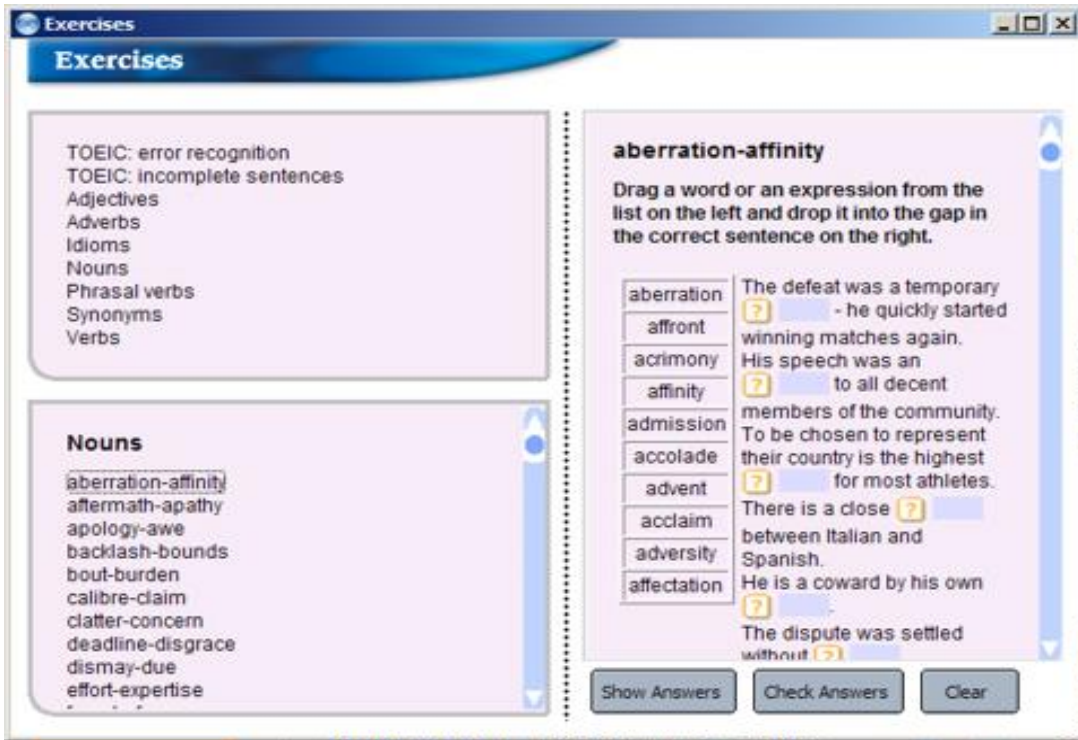 Exercises
Exercises
TOEIC: error recognition
TOEIC: incomplete sentences
Adjectives
Adverbs
Idioms
Nouns
Phrasal verbs
Synonyms
Verbs
Nouns
aberration-affinity
aftermath-apathy
apology-awe
backlash-bounds
bout-burden
calibre-claim
clatter-concern
deadline-disgrace
dismay-due
effort-expertise
aberration-affinity
Drag a word or an expression from the
list on the left and drop it into the gap in
the correct sentence on the right.
aberration
affront
acrimony
affinity
admission
accolade
advent
acclaim
adversity
affectation
The defeat was a temporary
? - he quickly started
winning matches again.
His speech was an
? to all decent
members of the community.
To be chosen to represent
their country is the highest
? for most athletes.
There is a close ?
between Italian and
Spanish.
He is a coward by his own
? .
The dispute was settled
without ?
Show Answers
Check Answers
Clear